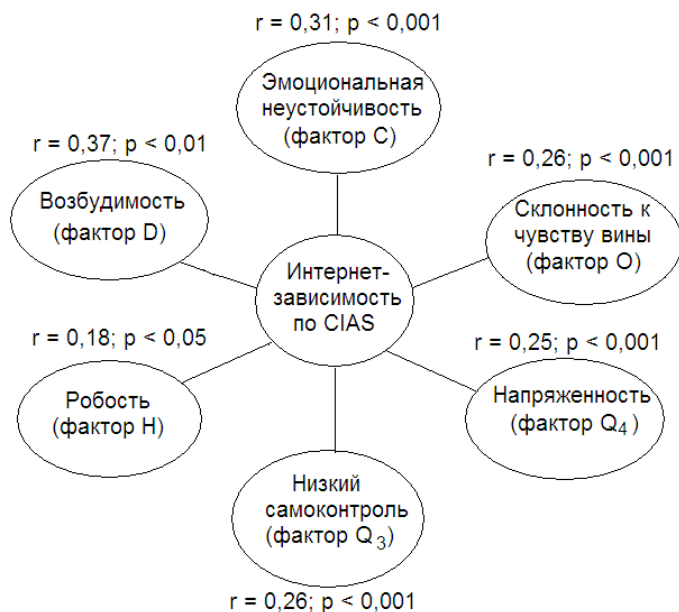 r = 0,31; p < 0,001
Эмоциональная
неустойчивость
(фактор С)
r = 0,37; p < 0,01
Возбудимость
(фактор D)
r = 0,26; p < 0,001
Склонность к
чувству вины
(фактор О)
Интернет-
зависимость
по CIAS
r = 0,18; p < 0,05
Робость
(фактор Н)
r = 0,25; p < 0,001
Напряженность
(фактор Q₄)
Низкий
самоконтроль
(фактор Q₃)
r = 0,26; p < 0,001